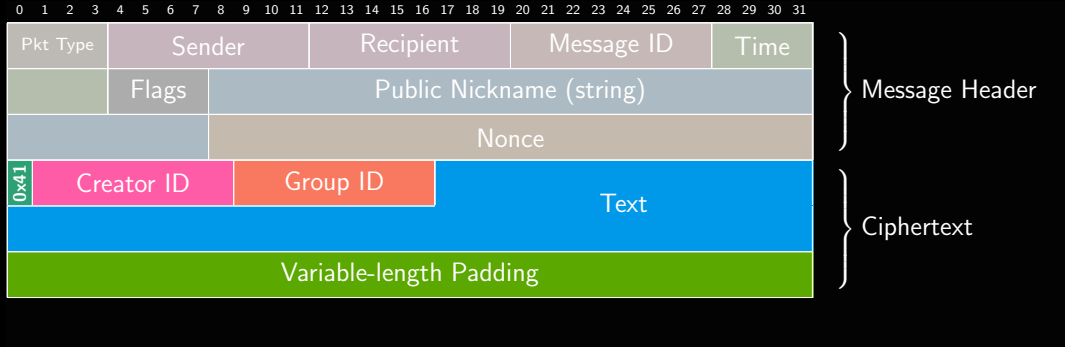 0 1 2 3 4 5 6 7 8 9 10 11 12 13 14 15 16 17 18 19 20 21 22 23 24 25 26 27 28 29 30 31
Pkt Type Sender Recipient Message ID Time
Flags Public Nickname (string) Message Header
Nonce
0x41 Creator ID Group ID Text
Ciphertext
Variable-length Padding